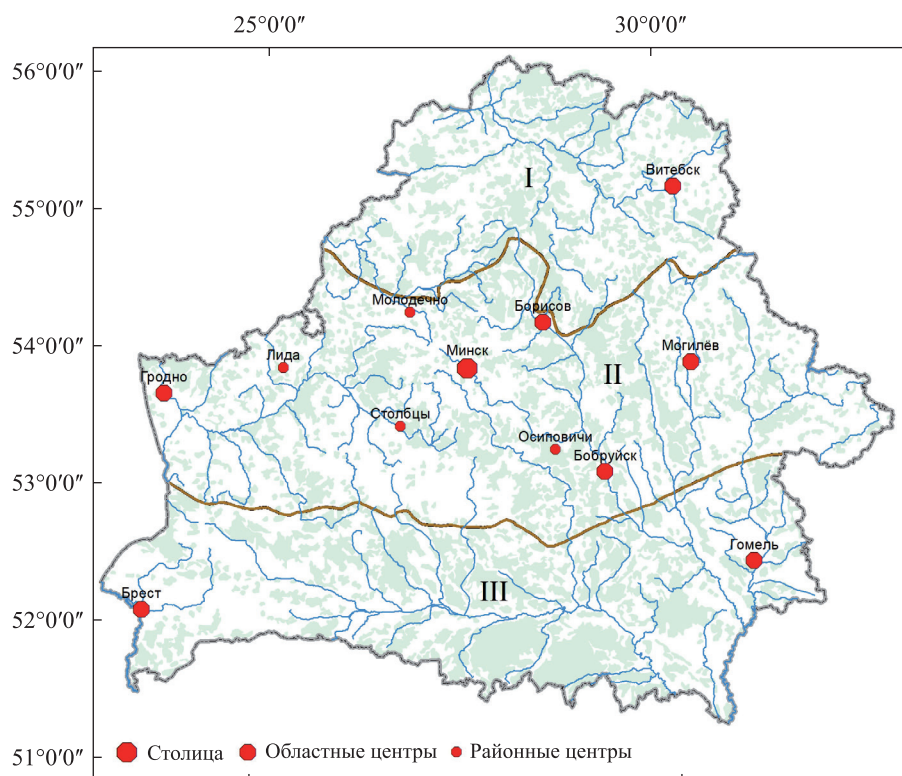 25°0′0″ 30°0′0″
56°0′0″
Витебск
I
55°0′0″
Молодечно
Борисов
54°0′0″
Лида
Минск
Могилёв
Гродно
II
Столбцы
Осиповичи
Бобруйск
53°0′0″
Гомель
Брест
III
52°0′0″
Столица Областные центры Районные центры
51°0′0″